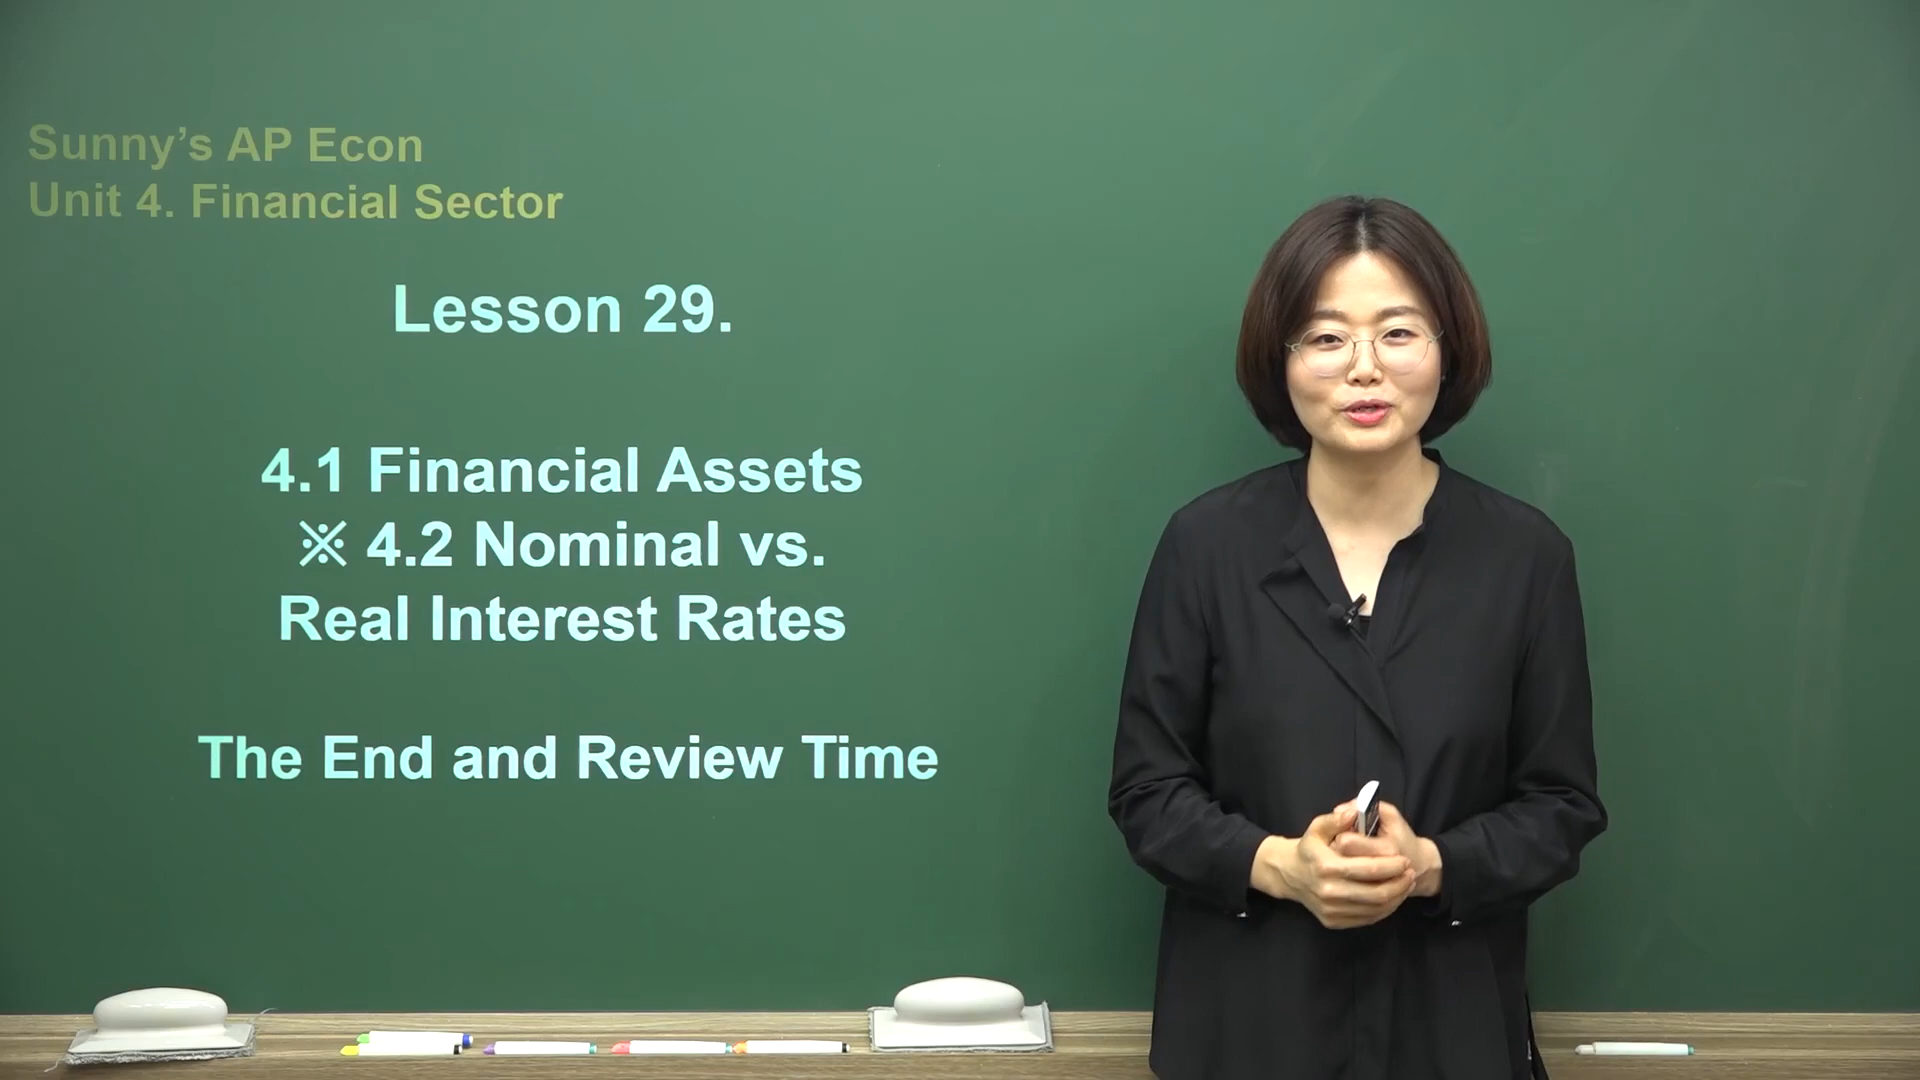 Sunny’s AP Econ
Unit 4. Financial Sector
Lesson 29.
4.1 Financial Assets
※ 4.2 Nominal vs.
Real Interest Rates
The End and Review Time